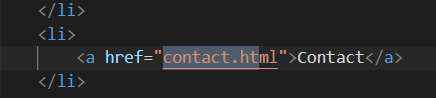 </li>
<li>
<a href="contact.html">Contact</a>
</li>